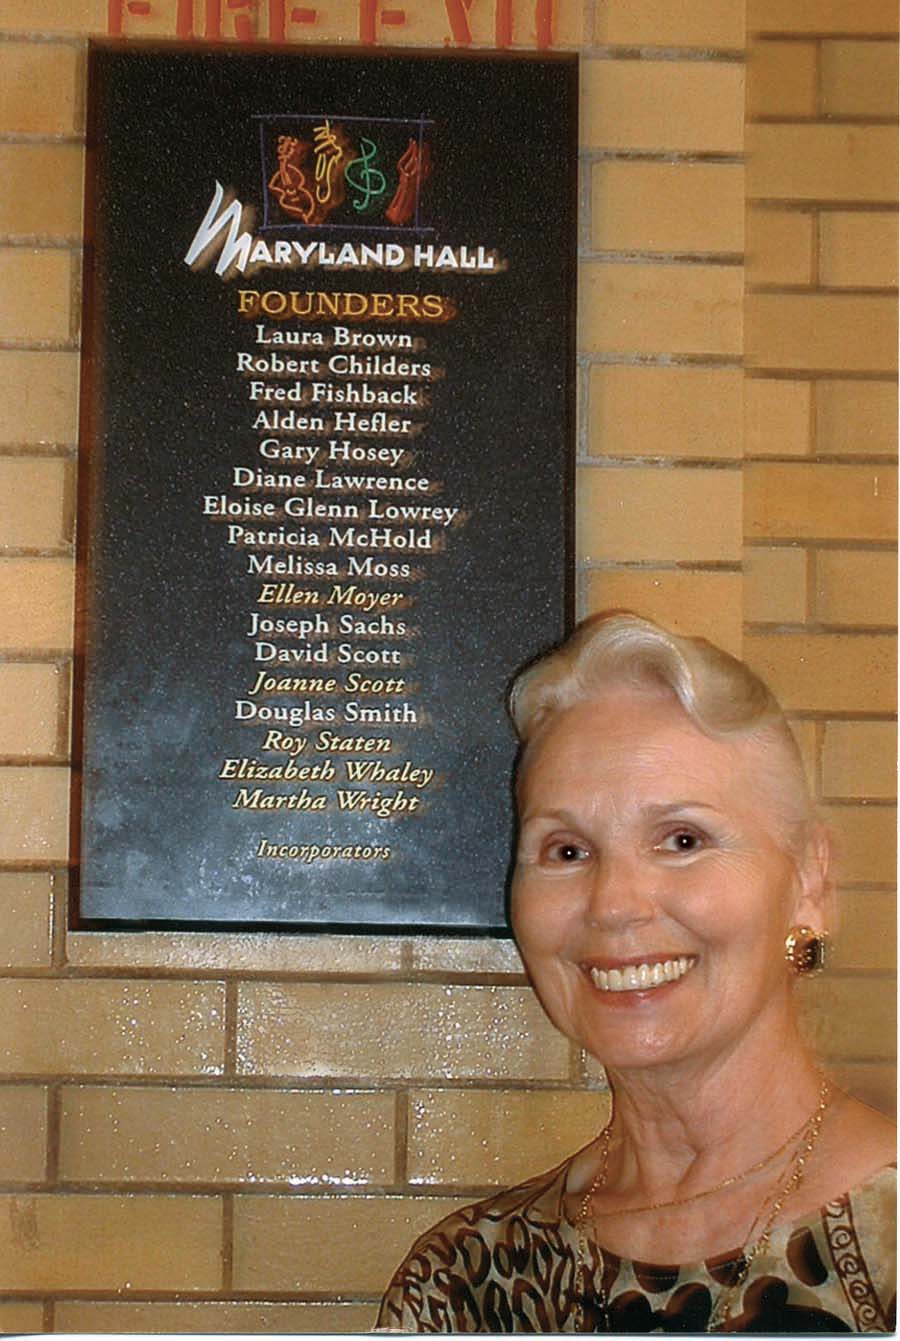 FIRE EXIT
MARYLAND HALL
FOUNDERS
Laura Brown
Robert Childers
Fred Fishback
Alden Hefler
Gary Hosey
Diane Lawrence
Eloise Glenn Lowrey
Patricia McHold
Melissa Moss
Ellen Moyer
Joseph Sachs
David Scott
Joanne Scott
Douglas Smith
Roy Staten
Elizabeth Whaley
Martha Wright
Incorporators